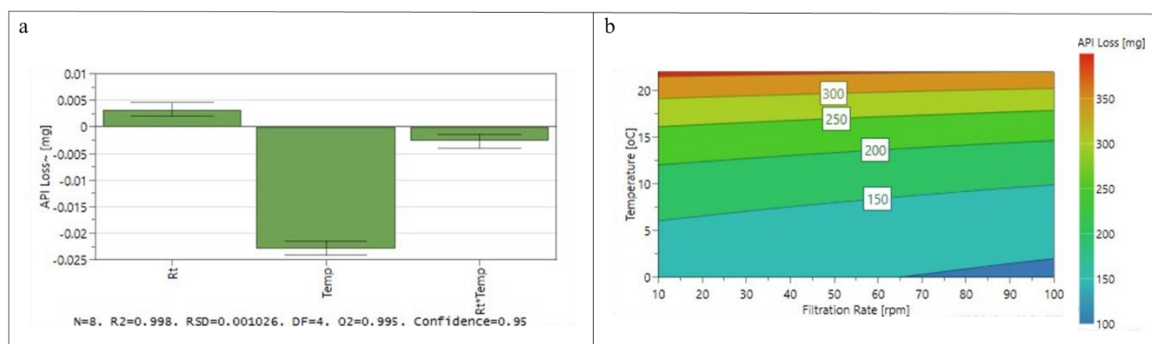 a
0.01
0.005
0
-0.005
-0.01
-0.015
-0.02
-0.025
API Loss~ [mg]
Rt
Temp
Rt*Temp
N=8. R2=0.998. RSD=0.001026. DF=4. Q2=0.995. Confidence=0.95
b
API Loss [mg]
20
15
10
5
0
Temperature [oC]
300
250
200
150
10 20 30 40 50 60 70 80 90 100
Filtration Rate [rpm]
350
300
250
200
150
100